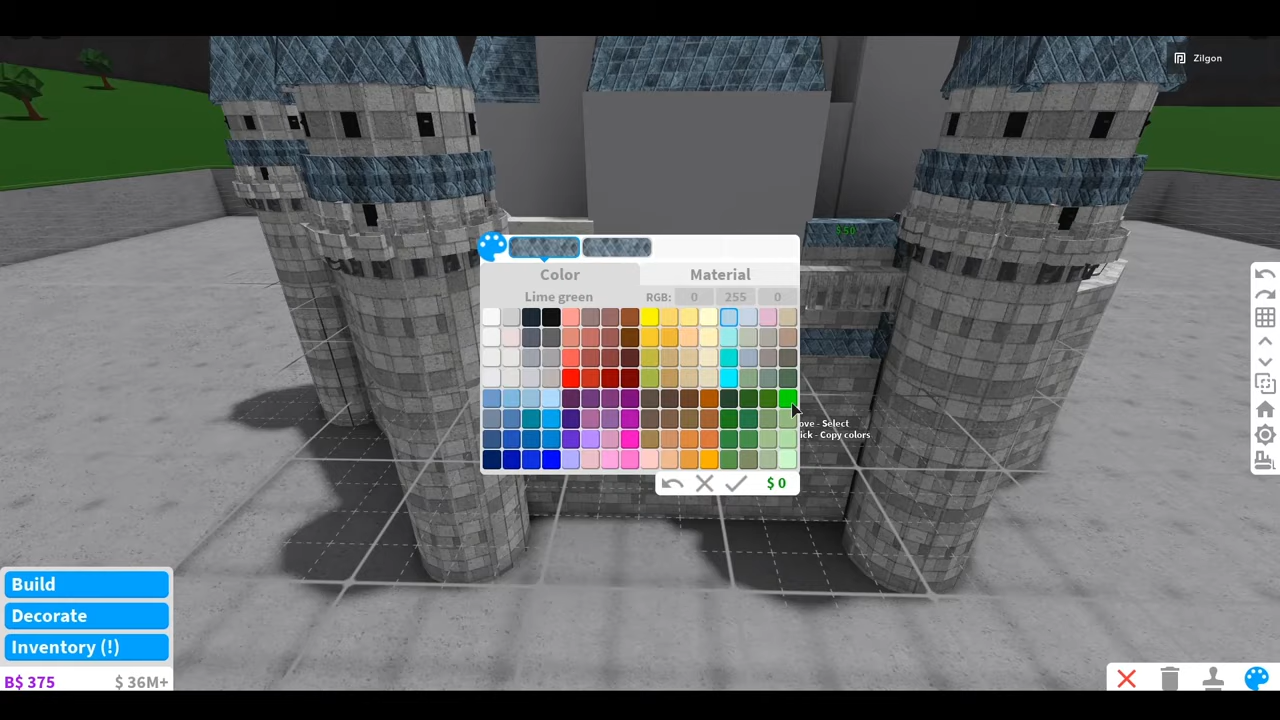 Zilgon
$50
Color
Material
Lime green
RGB: 0 255 0
ove - Select
ick - Copy colors
$ 0
Build
Decorate
Inventory (!)
B$ 375
$ 36M+